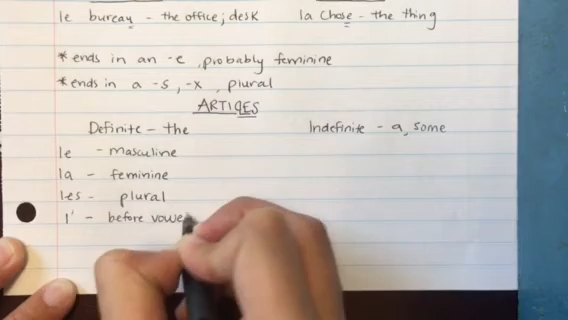 le bureau - the office; desk la chose - the thing
*ends in an -e, probably feminine
*ends in a -s, -x, plural
ARTICLES
Definite - the Indefinite - a, some
le - masculine
la - feminine
les - plural
l' - before vowe